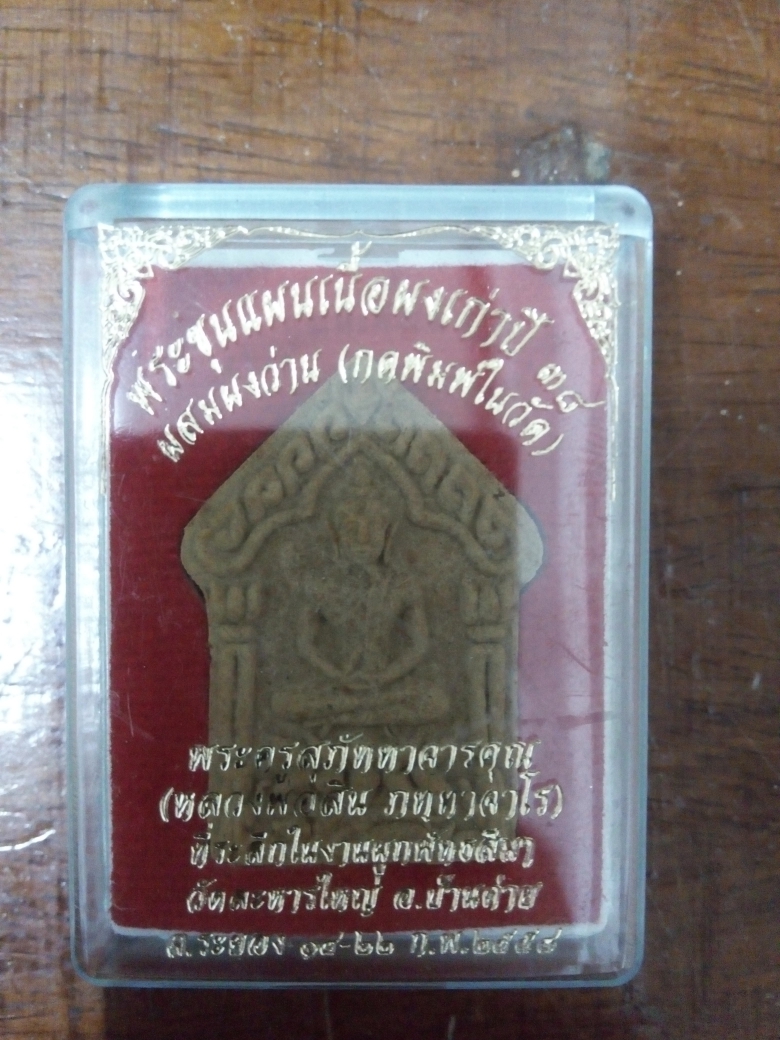 พระขุนแผนเนื้อผงเก่าปี ๓๘
ผสมผงว่าน (กดพิมพ์ในวัด)
พระครูสุภัททาจารคุณ
(หลวงพ่อสิน ภทฺทาจาโร)
ที่ระลึกในงานผูกพัทธสีมา
วัดละหารใหญ่ อ.บ้านค่าย
จ.ระยอง ๑๔-๒๒ ก.พ.๒๕๕๔